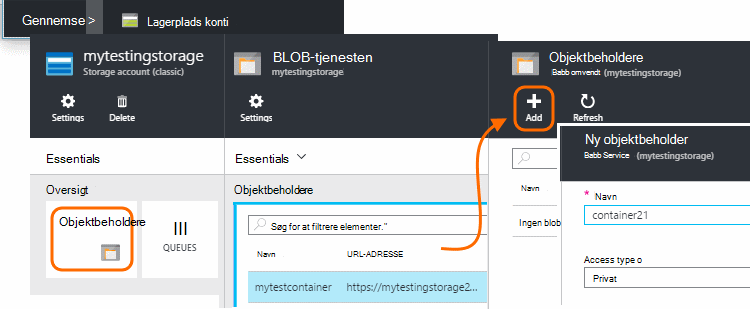 Gennemse >
Lagerplads konti
mytestingstorage
Storage account (classic)
Settings
Delete
Essentials
Oversigt
Objektbeholdere
QUEUES
BLOB-tjenesten
mytestingstorage
Settings
Essentials
Objektbeholdere
Søg for at filtrere elementer."
Navn
URL-ADRESSE
mytestcontainer
https://mytestingstorage2...
Objektbeholdere
Babb omvendt (mytestingstorage)
Add
Refresh
Navn
Ingen blob
Ny objektbeholder
Babb Service (mytestingstorage)
* Navn
container21
Access type o
Privat